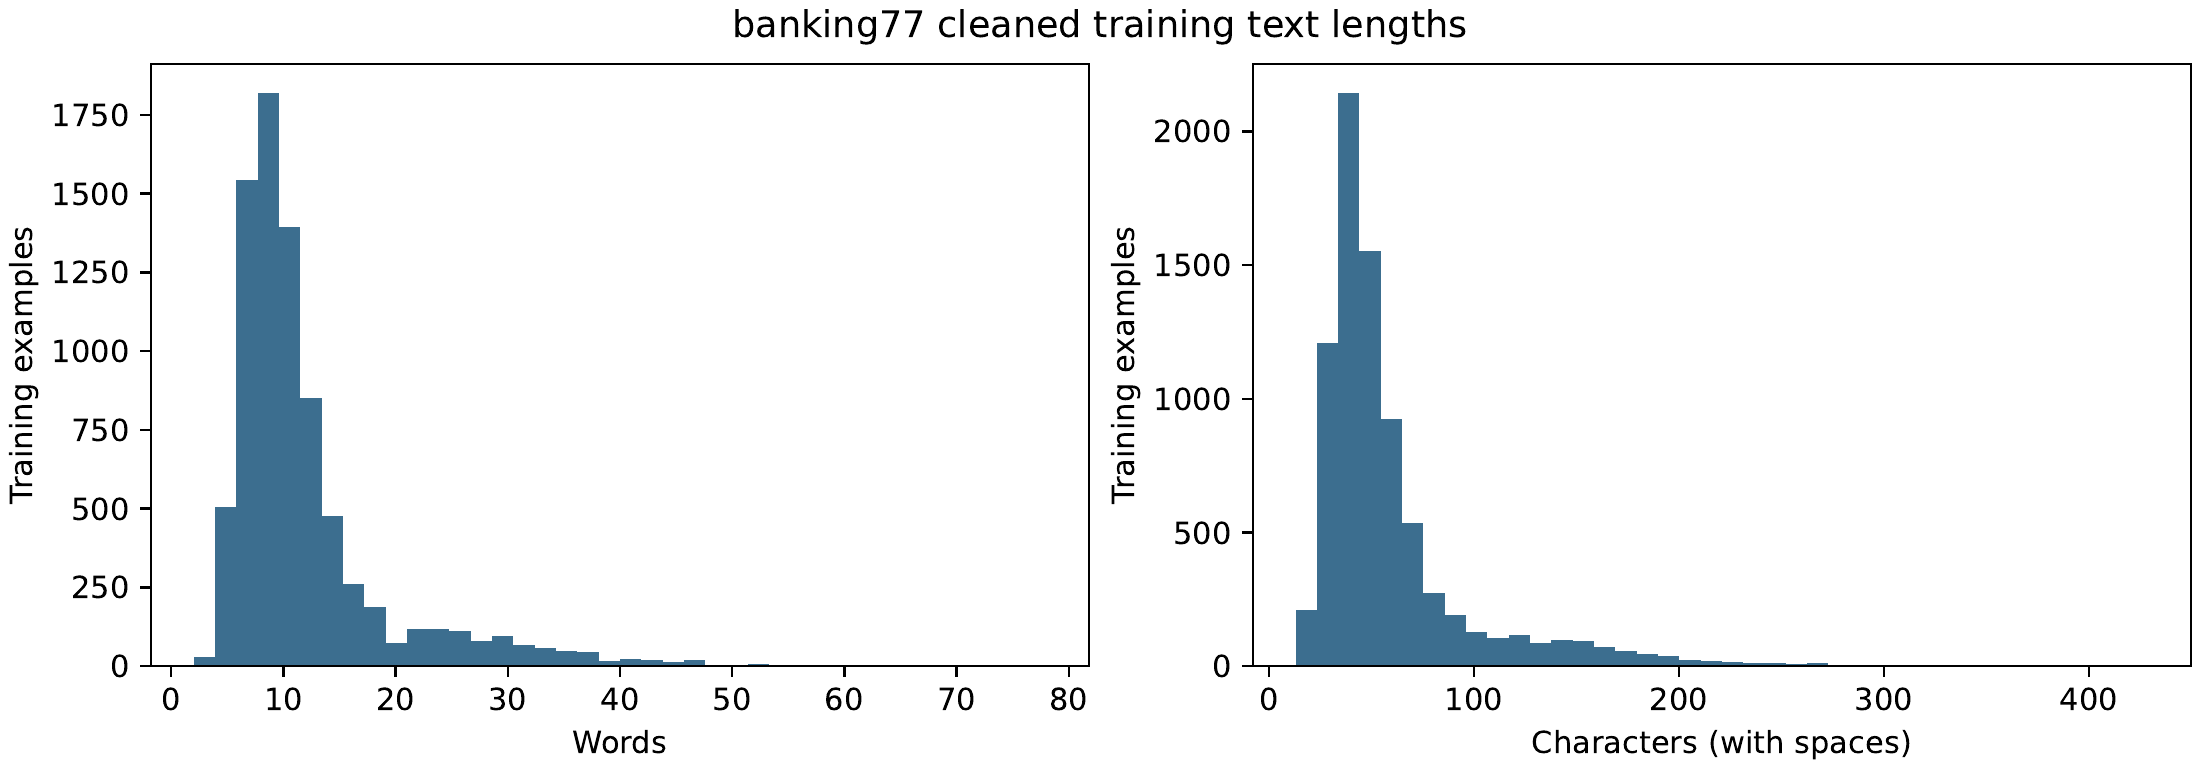 banking77 cleaned training text lengths
Training examples
1750
1500
1250
1000
750
500
250
0
0 10 20 30 40 50 60 70 80
Words
Training examples
2000
1500
1000
500
0
0 100 200 300 400
Characters (with spaces)